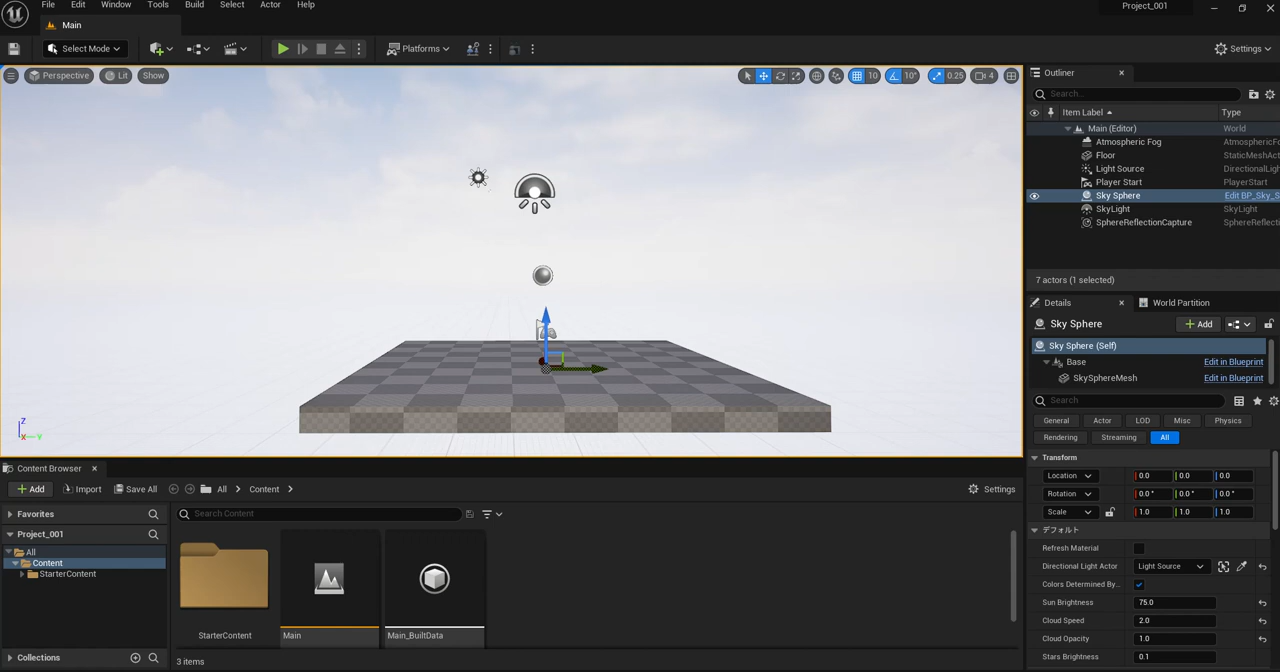 File Edit Window Tools Build Select Actor Help
Project_001
Main
Select Mode
Platforms
Settings
Perspective Lit Show
10 10° 0.25 4
Z
X Y
Outliner
Search...
Item Label Type
Main (Editor) World
Atmospheric Fog AtmosphericFo
Floor StaticMeshAct
Light Source DirectionalLigh
Player Start PlayerStart
Sky Sphere Edit BP_Sky_S
SkyLight SkyLight
SphereReflectionCapture SphereReflecti
7 actors (1 selected)
Details World Partition
Sky Sphere Add
Sky Sphere (Self)
Base Edit in Blueprint
SkySphereMesh Edit in Blueprint
Search
General Actor LOD Misc Physics
Rendering Streaming All
Transform
Location 0.0 0.0 0.0
Rotation 0.0° 0.0° 0.0°
Scale 1.0 1.0 1.0
デフォルト
Refresh Material
Directional Light Actor Light Source
Colors Determined By...
Sun Brightness 75.0
Cloud Speed 2.0
Cloud Opacity 1.0
Stars Brightness 0.1
Content Browser
Add Import Save All All Content Settings
Favorites
Search Content
Project_001
All
Content
StarterContent
StarterContent Main Main_BuiltData
Collections
3 items